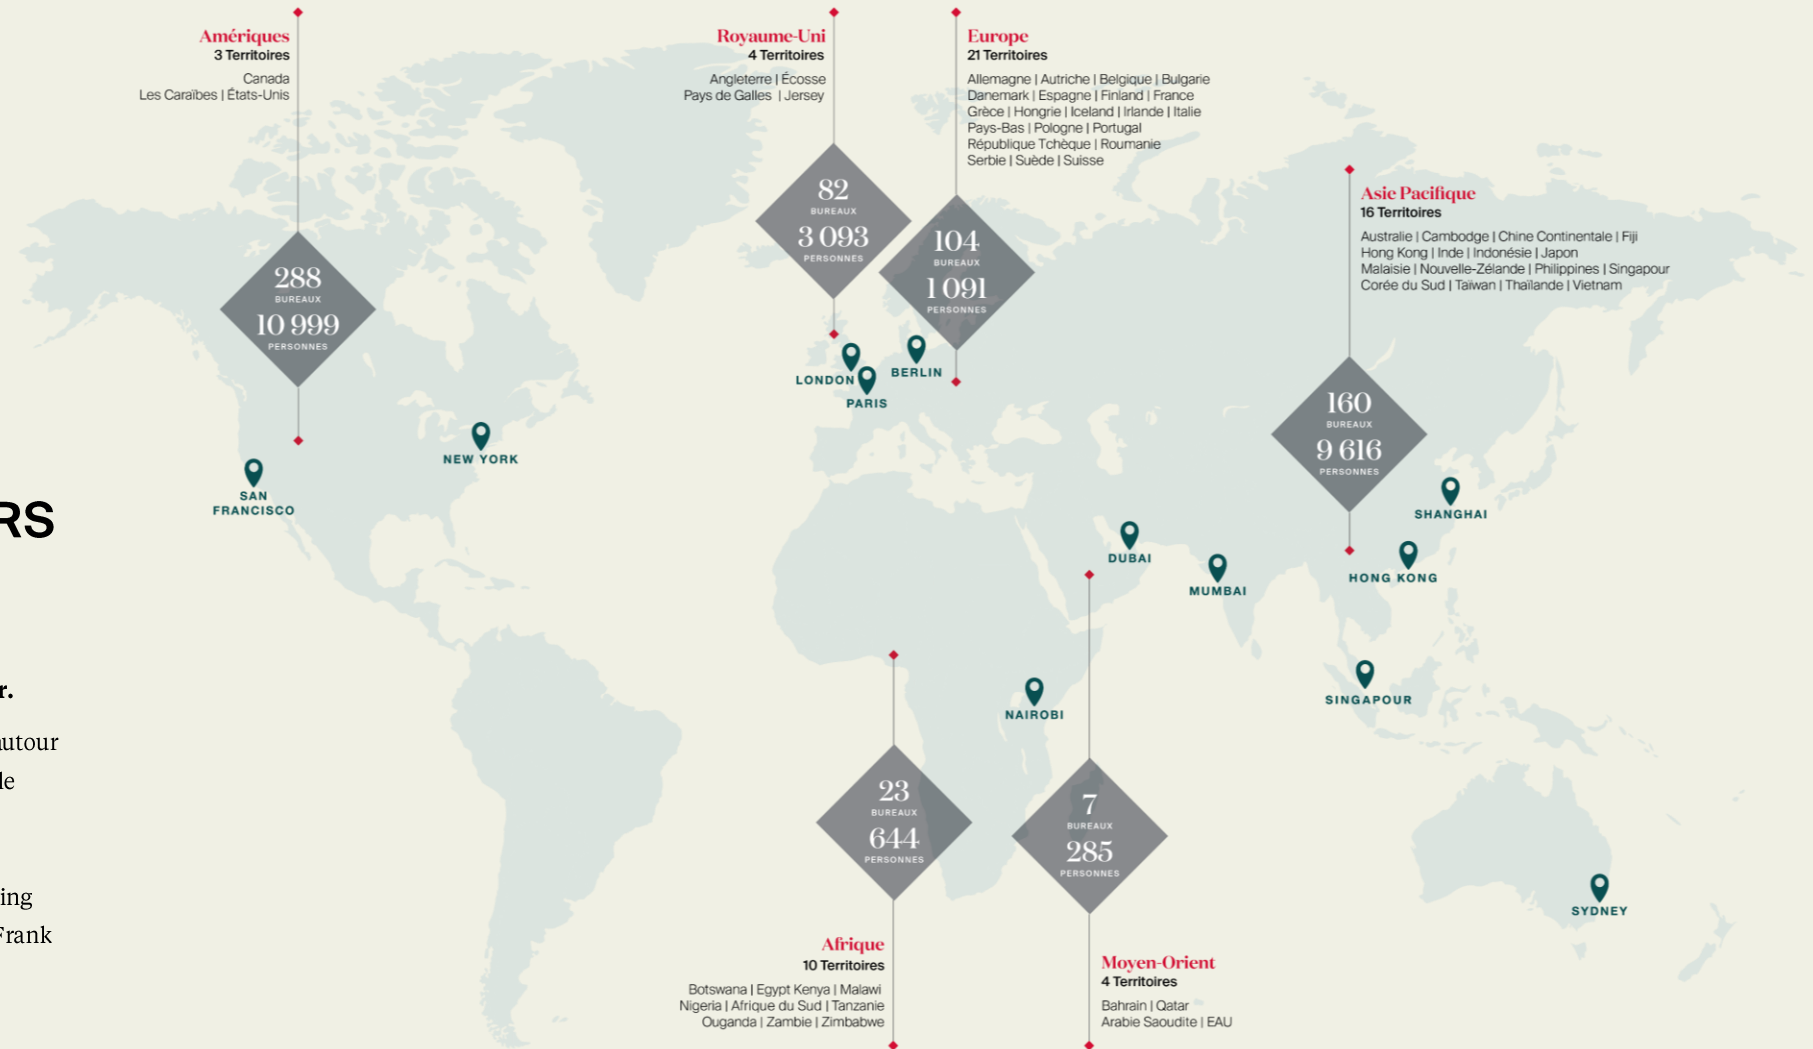 Amériques
3 Territoires
Canada
Les Caraïbes | États-Unis
288
BUREAUX
10 999
PERSONNES
Royaume-Uni
4 Territoires
Angleterre | Écosse
Pays de Galles | Jersey
82
BUREAUX
3 093
PERSONNES
Europe
21 Territoires
Allemagne | Autriche | Belgique | Bulgarie
Danemark | Espagne | Finland | France
Grèce | Hongrie | Iceland | Irlande | Italie
Pays-Bas | Pologne | Portugal
République Tchèque | Roumanie
Serbie | Suède | Suisse
104
BUREAUX
1 091
PERSONNES
Asie Pacifique
16 Territoires
Australie | Cambodge | Chine Continentale | Fiji
Hong Kong | Inde | Indonésie | Japon
Malaisie | Nouvelle-Zélande | Philippines | Singapour
Corée du Sud | Taïwan | Thaïlande | Vietnam
160
BUREAUX
9 616
PERSONNES
LONDON
PARIS
BERLIN
NEW YORK
SAN
FRANCISCO
SHANGHAI
HONG KONG
DUBAI
MUMBAI
SINGAPOUR
NAIROBI
SYDNEY
RS
r.
utour
le
ing
Frank
23
BUREAUX
644
PERSONNES
Afrique
10 Territoires
Botswana | Egypt Kenya | Malawi
Nigeria | Afrique du Sud | Tanzanie
Ouganda | Zambie | Zimbabwe
7
BUREAUX
285
PERSONNES
Moyen-Orient
4 Territoires
Bahrain | Qatar
Arabie Saoudite | EAU